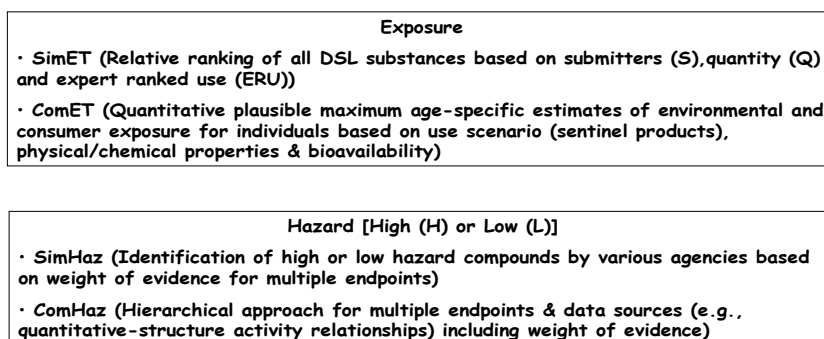 Exposure
· SimET (Relative ranking of all DSL substances based on submitters (S),quantity (Q)
and expert ranked use (ERU))
· ComET (Quantitative plausible maximum age-specific estimates of environmental and
consumer exposure for individuals based on use scenario (sentinel products),
physical/chemical properties & bioavailability)
Hazard [High (H) or Low (L)]
· SimHaz (Identification of high or low hazard compounds by various agencies based
on weight of evidence for multiple endpoints)
· ComHaz (Hierarchical approach for multiple endpoints & data sources (e.g.,
quantitative-structure activity relationships) including weight of evidence)